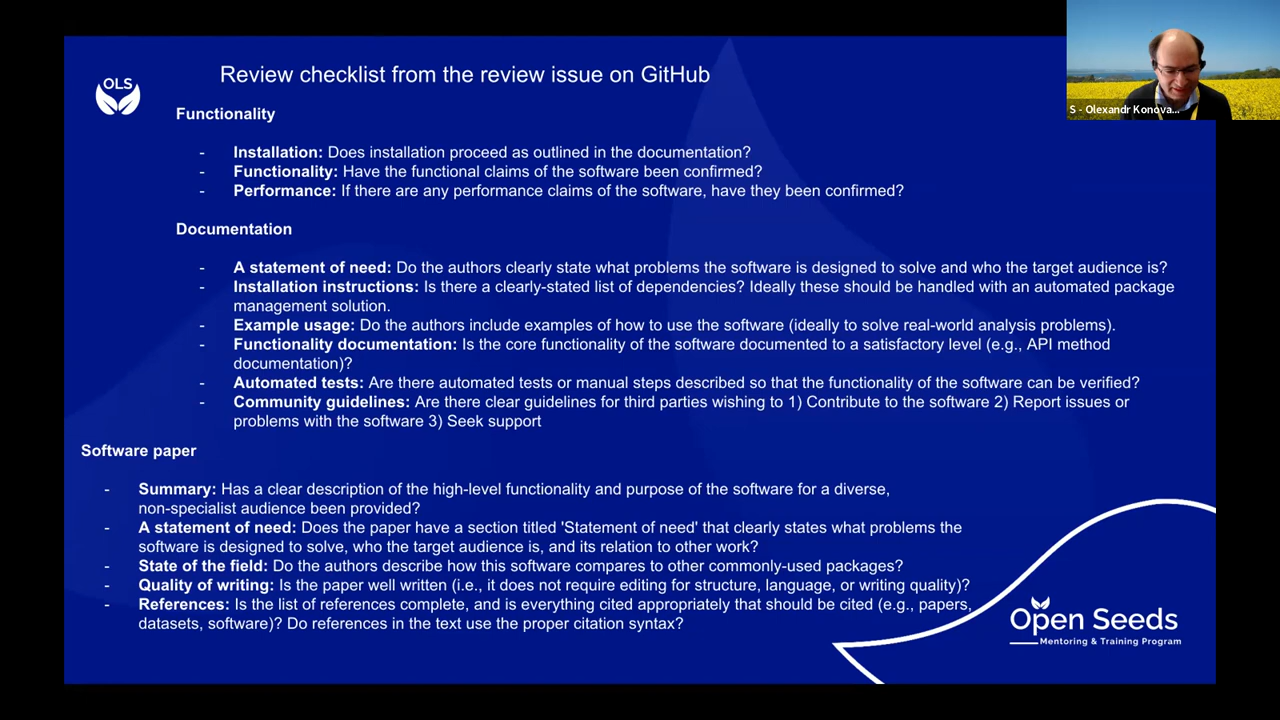 OLS
Review checklist from the review issue on GitHub
S - Olexandr Konova...
Functionality
- Installation: Does installation proceed as outlined in the documentation?
- Functionality: Have the functional claims of the software been confirmed?
- Performance: If there are any performance claims of the software, have they been confirmed?
Documentation
- A statement of need: Do the authors clearly state what problems the software is designed to solve and who the target audience is?
- Installation instructions: Is there a clearly-stated list of dependencies? Ideally these should be handled with an automated package
management solution.
- Example usage: Do the authors include examples of how to use the software (ideally to solve real-world analysis problems).
- Functionality documentation: Is the core functionality of the software documented to a satisfactory level (e.g., API method
documentation)?
- Automated tests: Are there automated tests or manual steps described so that the functionality of the software can be verified?
- Community guidelines: Are there clear guidelines for third parties wishing to 1) Contribute to the software 2) Report issues or
problems with the software 3) Seek support
Software paper
- Summary: Has a clear description of the high-level functionality and purpose of the software for a diverse,
non-specialist audience been provided?
- A statement of need: Does the paper have a section titled 'Statement of need' that clearly states what problems the
software is designed to solve, who the target audience is, and its relation to other work?
- State of the field: Do the authors describe how this software compares to other commonly-used packages?
- Quality of writing: Is the paper well written (i.e., it does not require editing for structure, language, or writing quality)?
- References: Is the list of references complete, and is everything cited appropriately that should be cited (e.g., papers,
datasets, software)? Do references in the text use the proper citation syntax?
Open Seeds
Mentoring & Training Program